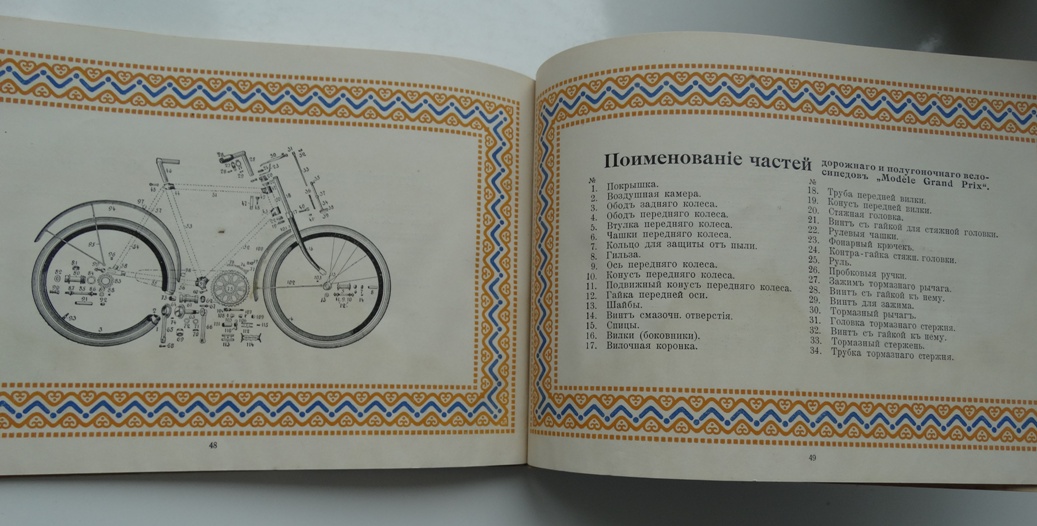 48
Поименованіе частей
дорожнаго и полугоночнаго вело-
сипедовъ „Modèle Grand Prix“.
№
1. Покрышка.
2. Воздушная камера.
3. Ободъ задняго колеса.
4. Ободъ передняго колеса.
5. Втулка передняго колеса.
6. Чашки передняго колеса.
7. Кольцо для защиты отъ пыли.
8. Гильза.
9. Ось передняго колеса.
10. Конусъ передняго колеса.
11. Подвижный конусъ передняго колеса.
12. Гайка передней оси.
13. Шайбы.
14. Винтъ смазочн. отверстія.
15. Спицы.
16. Вилки (боковники).
17. Вилочная коровка.
№
18. Труба передней вилки.
19. Конусъ передней вилки.
20. Стяжная головка.
21. Винтъ съ гайкой для стяжной головки.
22. Рулевыя чашки.
23. Фонарный крючекъ.
24. Контра-гайка стяжн. головки.
25. Руль.
26. Пробковыя ручки.
27. Зажимъ тормазнаго рычага.
28. Винтъ съ гайкой къ нему.
29. Винтъ для зажима.
30. Тормазный рычагъ.
31. Головка тормазнаго стержня.
32. Винтъ съ гайкой къ нему.
33. Тормазный стержень.
34. Трубка тормазнаго стержня.
49